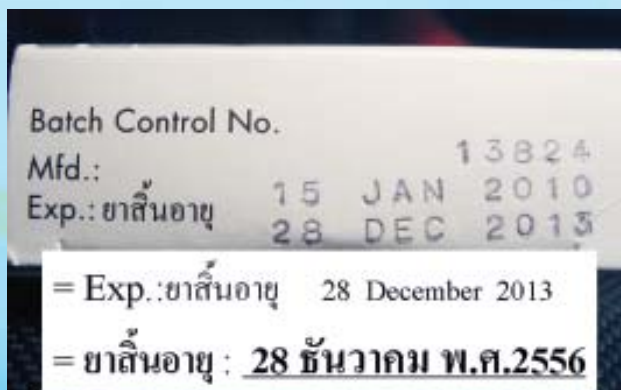 Batch Control No.
13824
Mfd.: 15 JAN 2010
Exp.: ยาสิ้นอายุ 28 DEC 2013
= Exp.:ยาสิ้นอายุ 28 December 2013
= ยาสิ้นอายุ : 28 ธันวาคม พ.ศ.2556